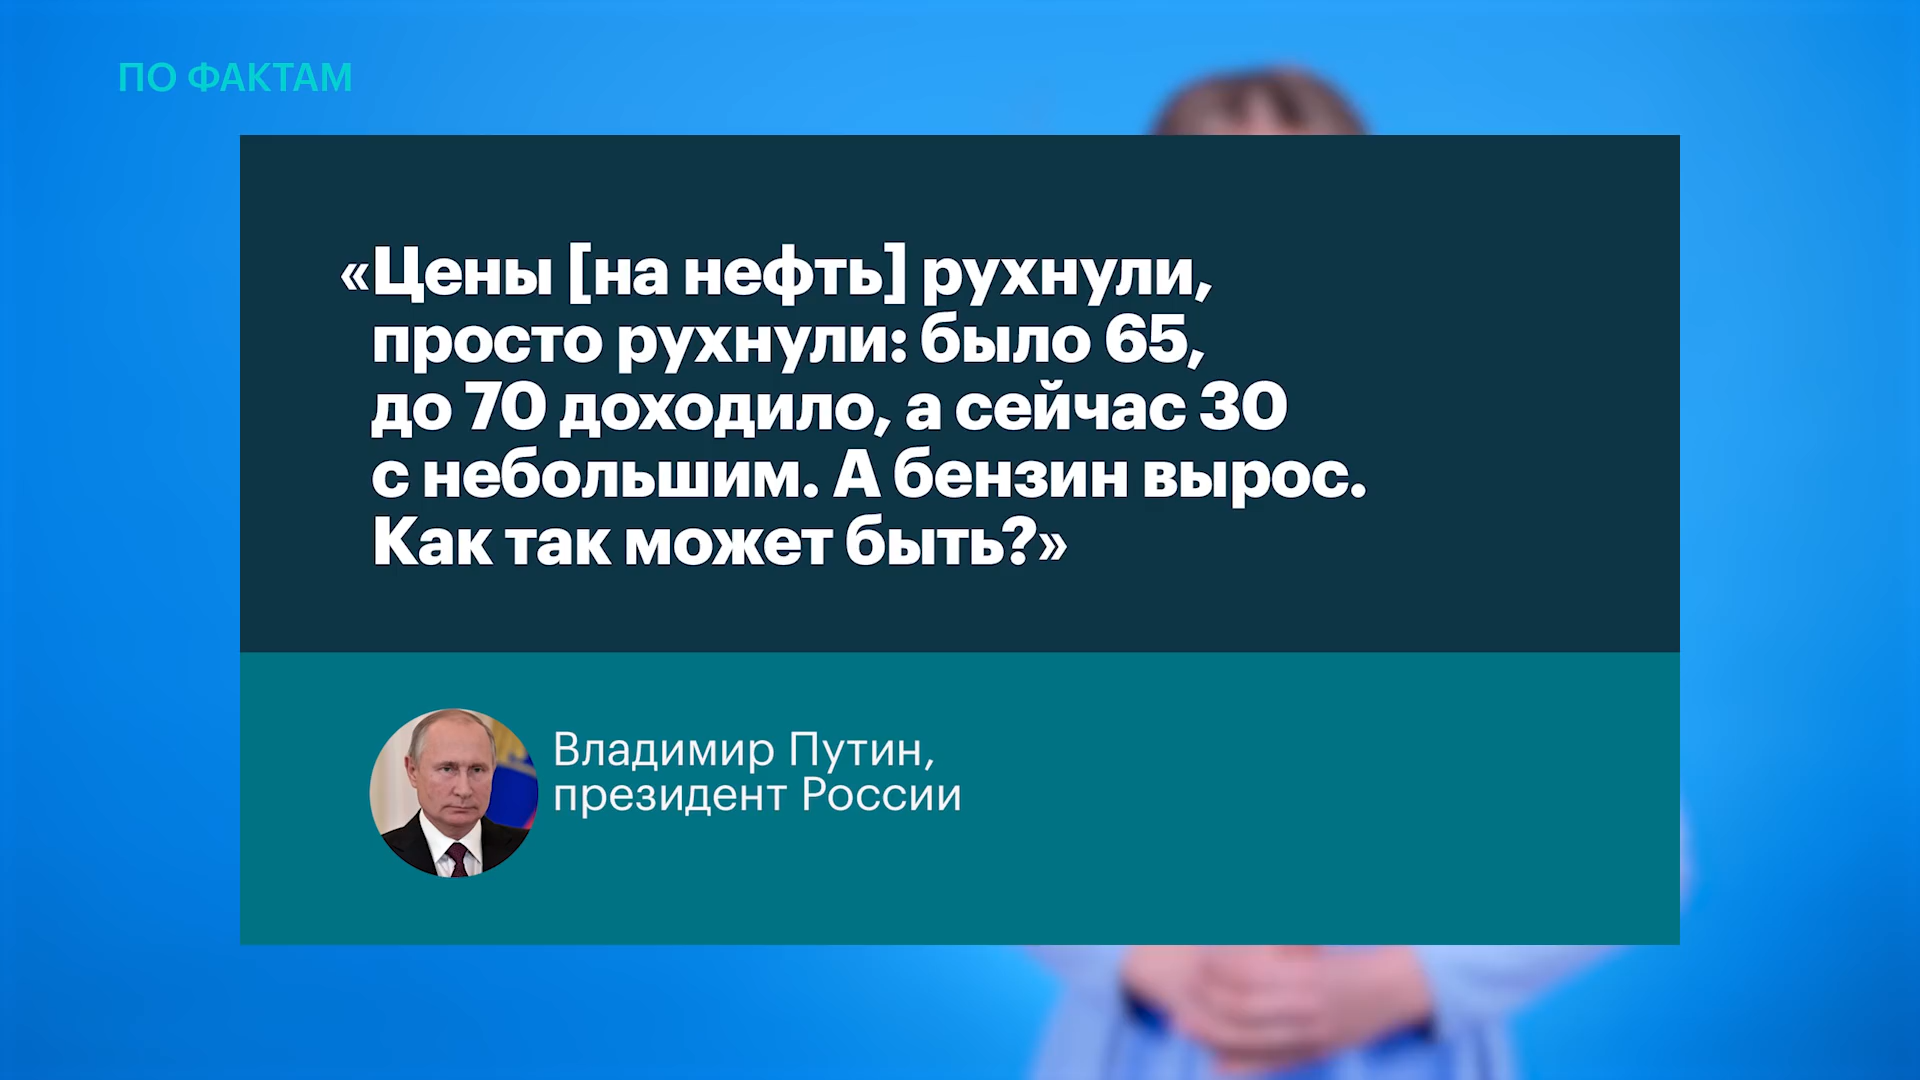 ПО ФАКТАМ
«Цены [на нефть] рухнули,
просто рухнули: было 65,
до 70 доходило, а сейчас 30
с небольшим. А бензин вырос.
Как так может быть?»
Владимир Путин,
президент России